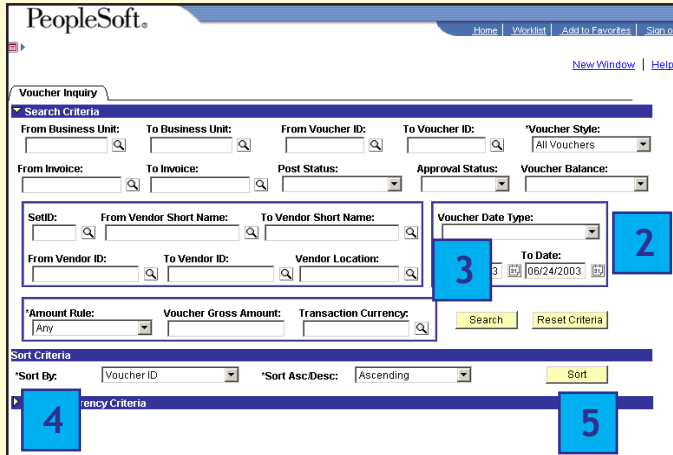 PeopleSoft®
Home | Worklist | Add to Favorites | Sign o
New Window | Help
Voucher Inquiry
Search Criteria
From Business Unit: To Business Unit: From Voucher ID: To Voucher ID: *Voucher Style:
All Vouchers
From Invoice: To Invoice: Post Status: Approval Status: Voucher Balance:
SetID: From Vendor Short Name: To Vendor Short Name: Voucher Date Type:
2
From Vendor ID: To Vendor ID: Vendor Location: To Date:
3
3 06/24/2003
*Amount Rule: Voucher Gross Amount: Transaction Currency:
Any Search Reset Criteria
Sort Criteria
*Sort By: Voucher ID *Sort Asc/Desc: Ascending Sort
Criteria
4
5